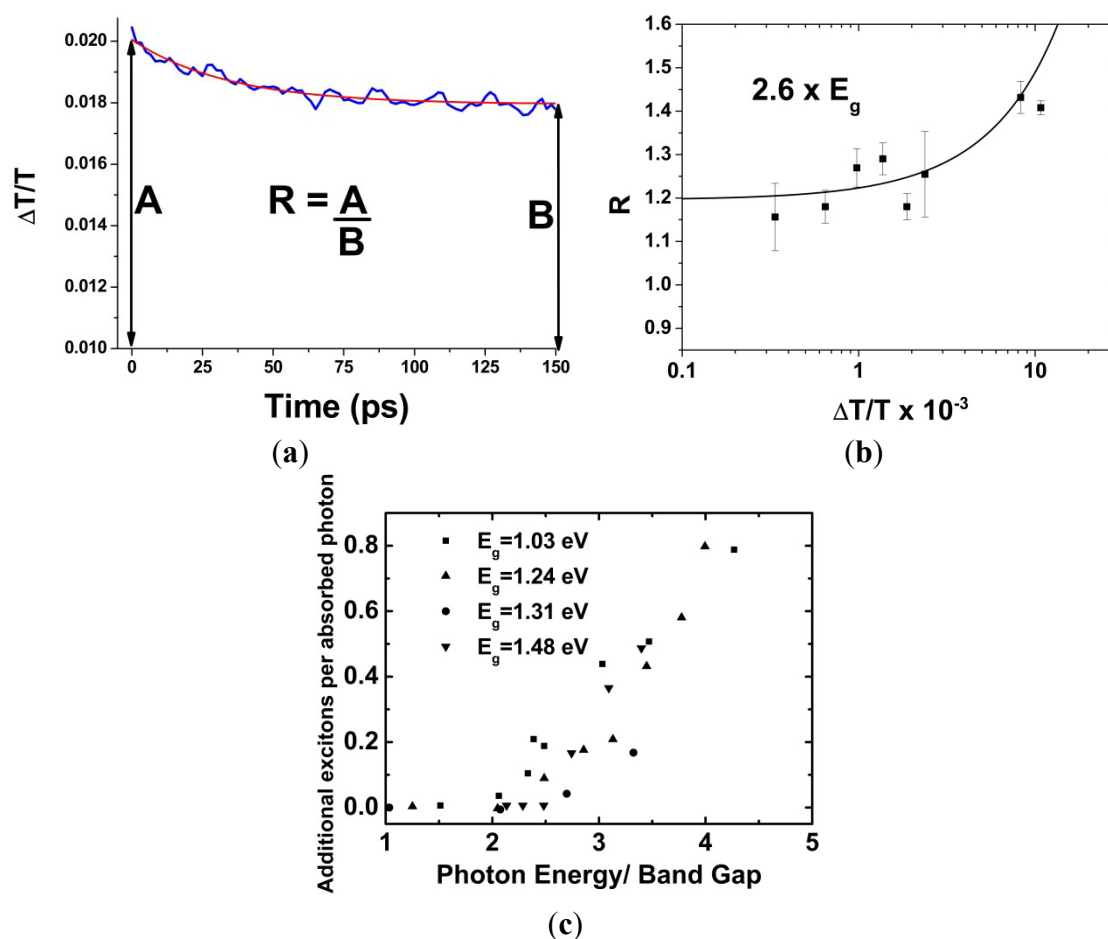 0.020
0.018
0.016
0.014
0.012
0.010
ΔT/T
A
R = A/B
B
0 25 50 75 100 125 150
Time (ps)
(a)
1.6
1.5
1.4
1.3
1.2
1.1
1.0
0.9
R
2.6 x Eg
0.1 1 10
ΔT/T x 10⁻³
(b)
Additional excitons per absorbed photon
0.8
0.6
0.4
0.2
0.0
Eg=1.03 eV
Eg=1.24 eV
Eg=1.31 eV
Eg=1.48 eV
1 2 3 4 5
Photon Energy/ Band Gap
(c)